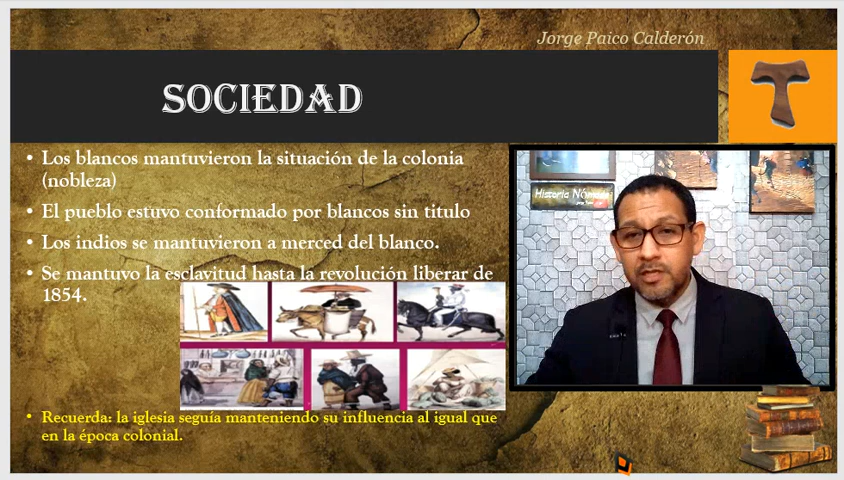 Jorge Paico Calderón
SOCIEDAD
• Los blancos mantuvieron la situación de la colonia
(nobleza)
• El pueblo estuvo conformado por blancos sin titulo
• Los indios se mantuvieron a merced del blanco.
• Se mantuvo la esclavitud hasta la revolución liberar de
1854.
Historia
• Recuerda: la iglesia seguía manteniendo su influencia al igual que
en la época colonial.